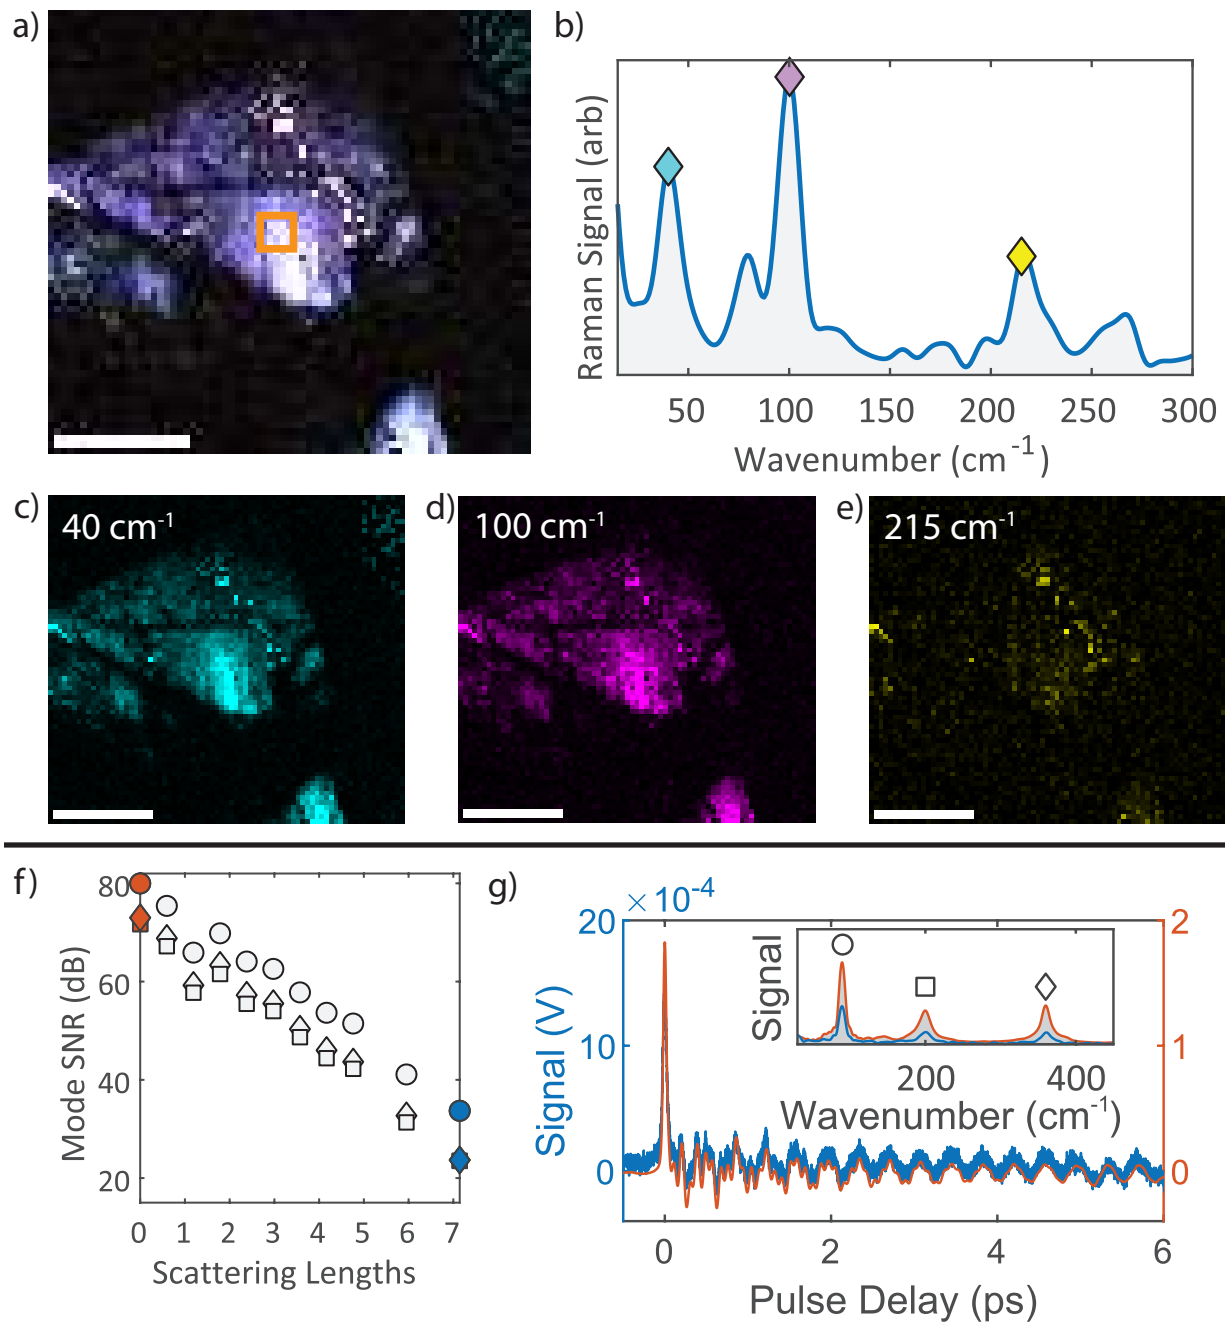 a)
b)
Raman Signal (arb)
50 100 150 200 250 300
Wavenumber (cm⁻¹)
c)
40 cm⁻¹
d)
100 cm⁻¹
e)
215 cm⁻¹
f)
80
60
40
20
Mode SNR (dB)
0 1 2 3 4 5 6 7
Scattering Lengths
g)
×10⁻⁴
20
10
0
Signal (V)
2
1
0
Signal
200 400
Wavenumber (cm⁻¹)
0 2 4 6
Pulse Delay (ps)